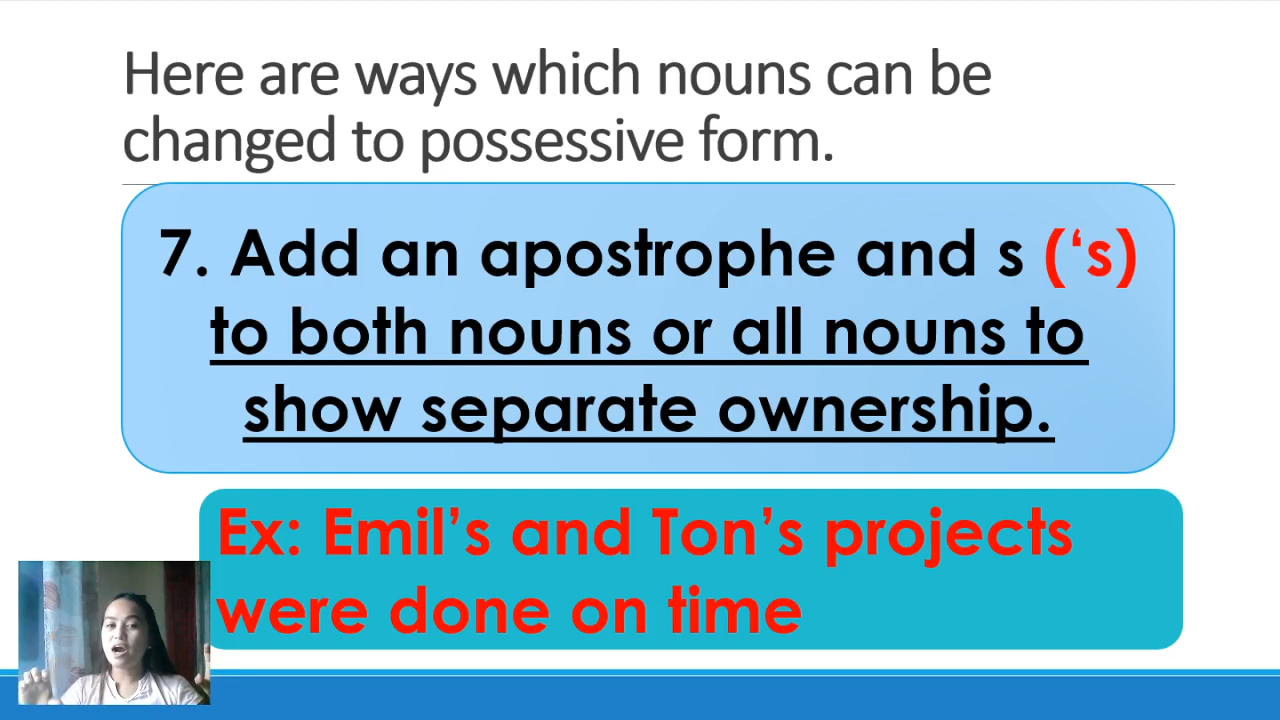 Here are ways which nouns can be
changed to possessive form.
7. Add an apostrophe and s (‘s)
to both nouns or all nouns to
show separate ownership.
Ex: Emil’s and Ton’s projects
were done on time